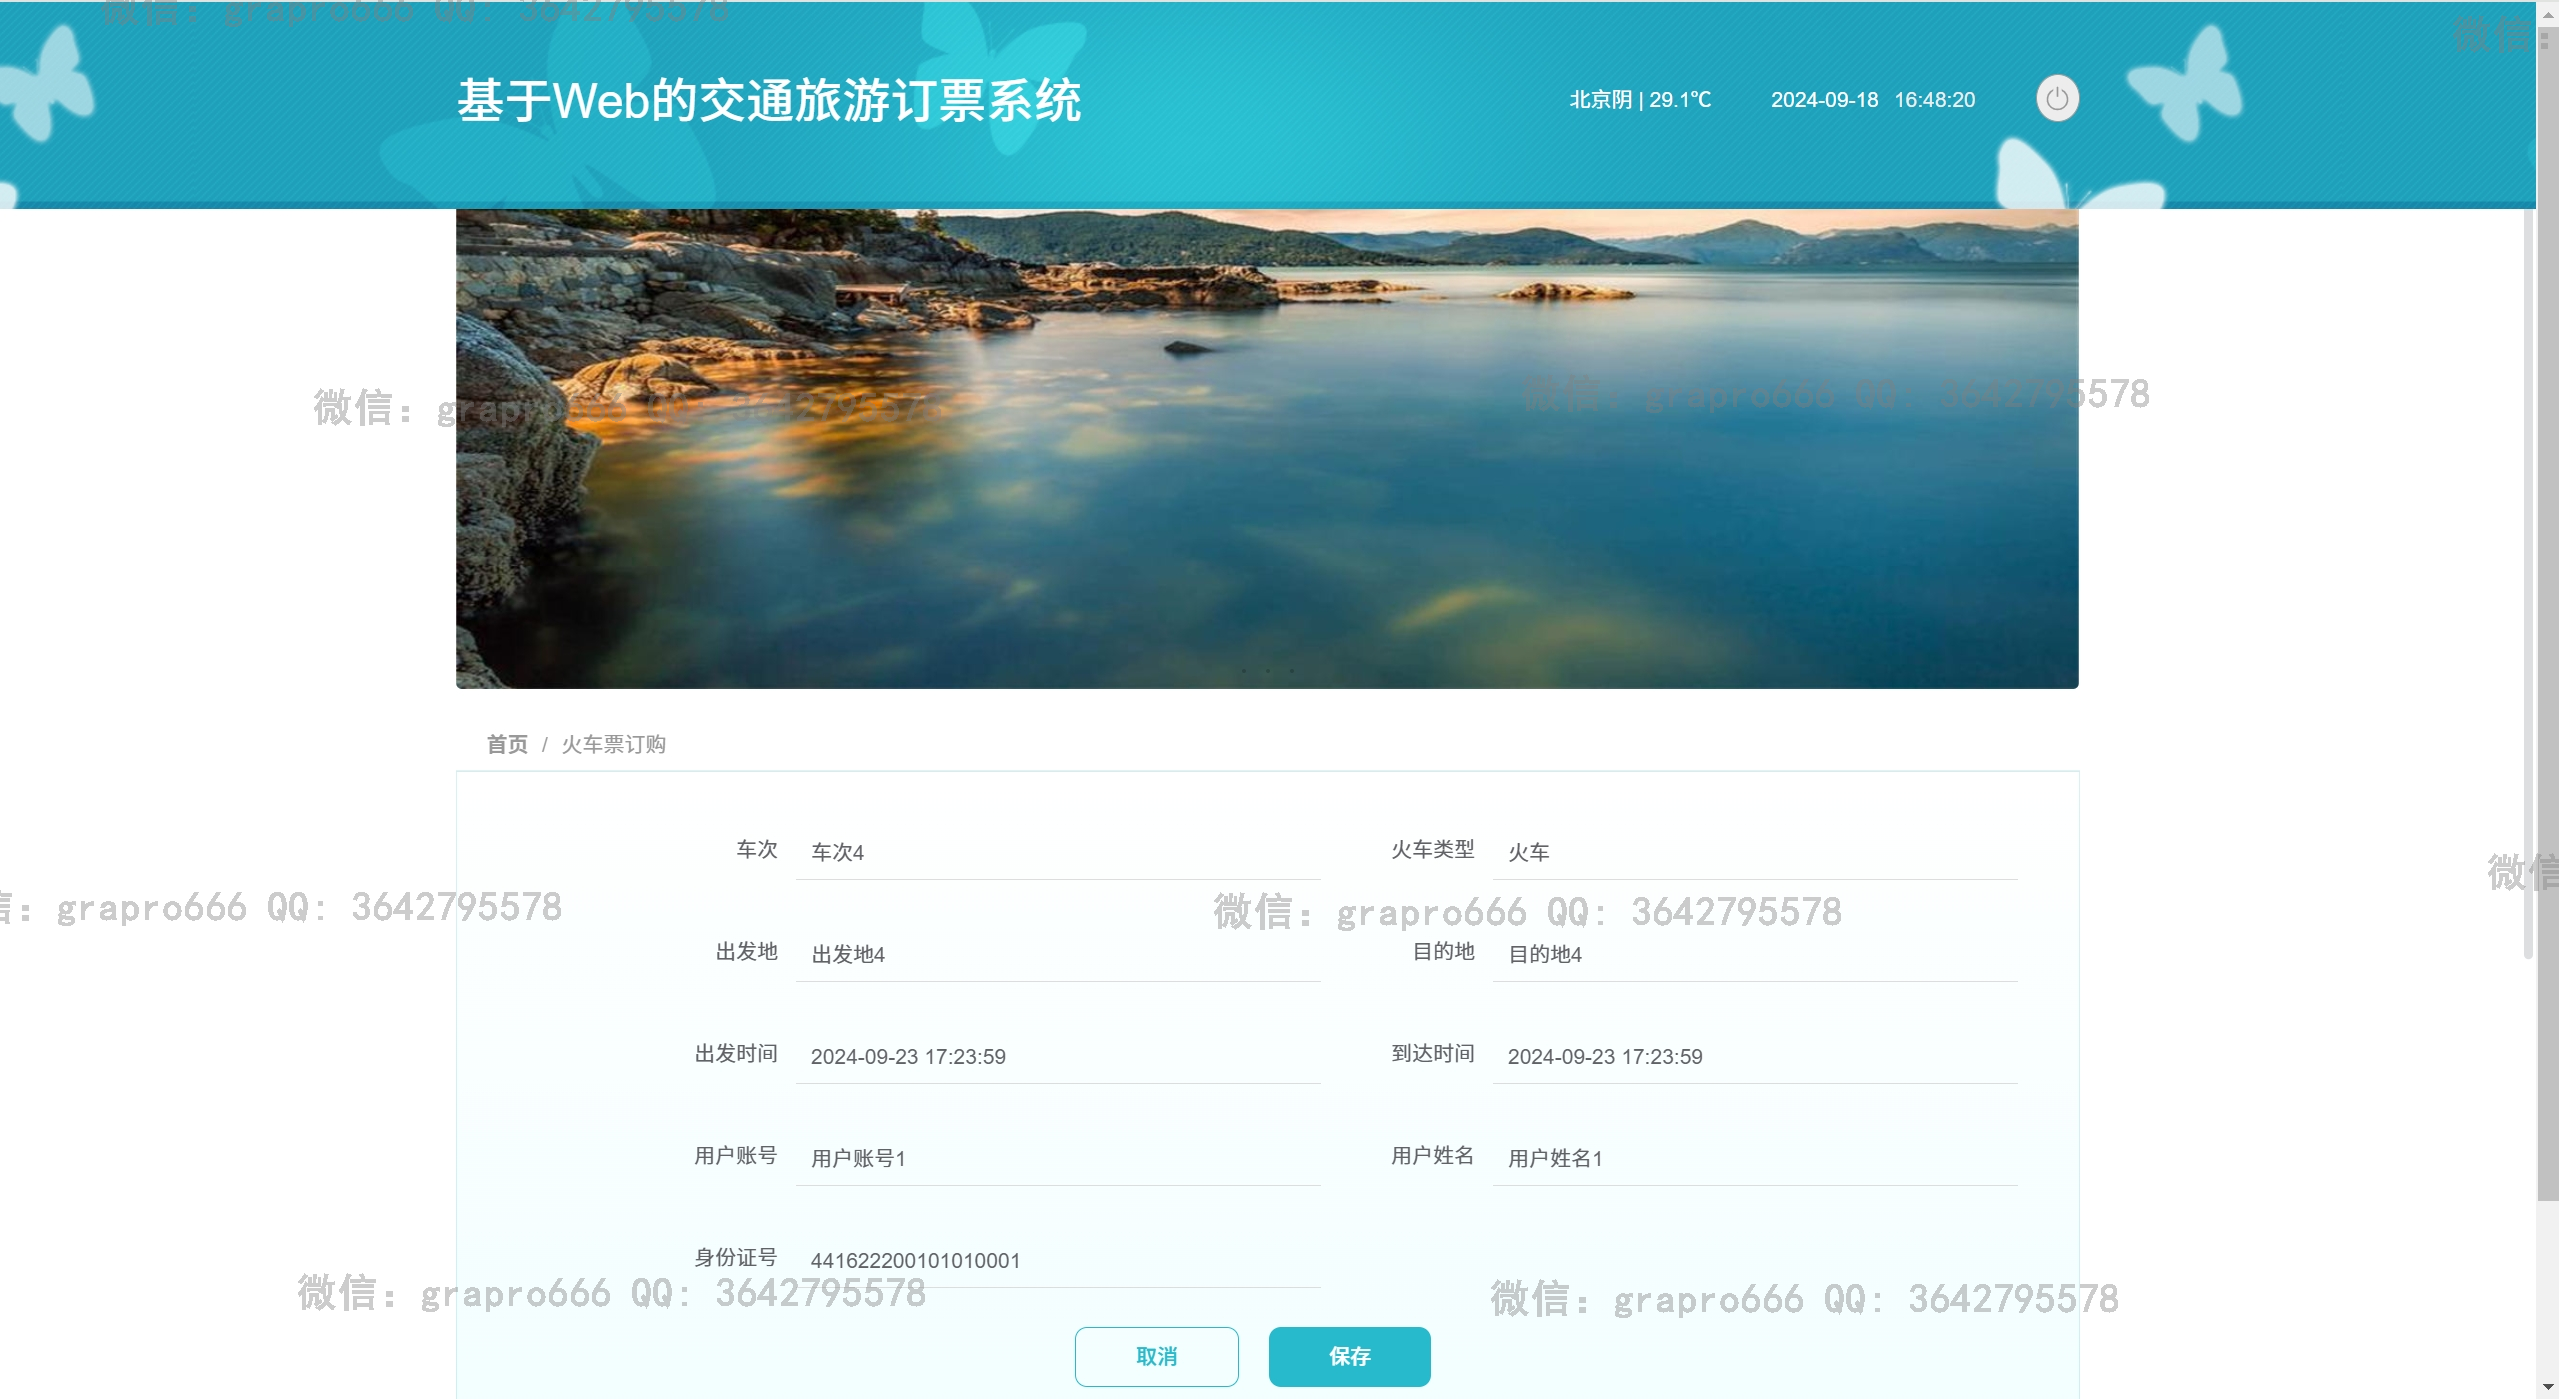 微信: grapro666 QQ: 3642795578
微信:
基于Web的交通旅游订票系统
北京阴 | 29.1℃ 2024-09-18 16:48:20
微信: grapro666 QQ: 3642795578
微信: grapro666 QQ: 3642795578
首页 / 火车票订购
车次 车次4 火车类型 火车
微信
信: grapro666 QQ: 3642795578
微信: grapro666 QQ: 3642795578
出发地 出发地4 目的地 目的地4
出发时间 2024-09-23 17:23:59 到达时间 2024-09-23 17:23:59
用户账号 用户账号1 用户姓名 用户姓名1
身份证号 441622200101010001
微信: grapro666 QQ: 3642795578
微信: grapro666 QQ: 3642795578
取消 保存